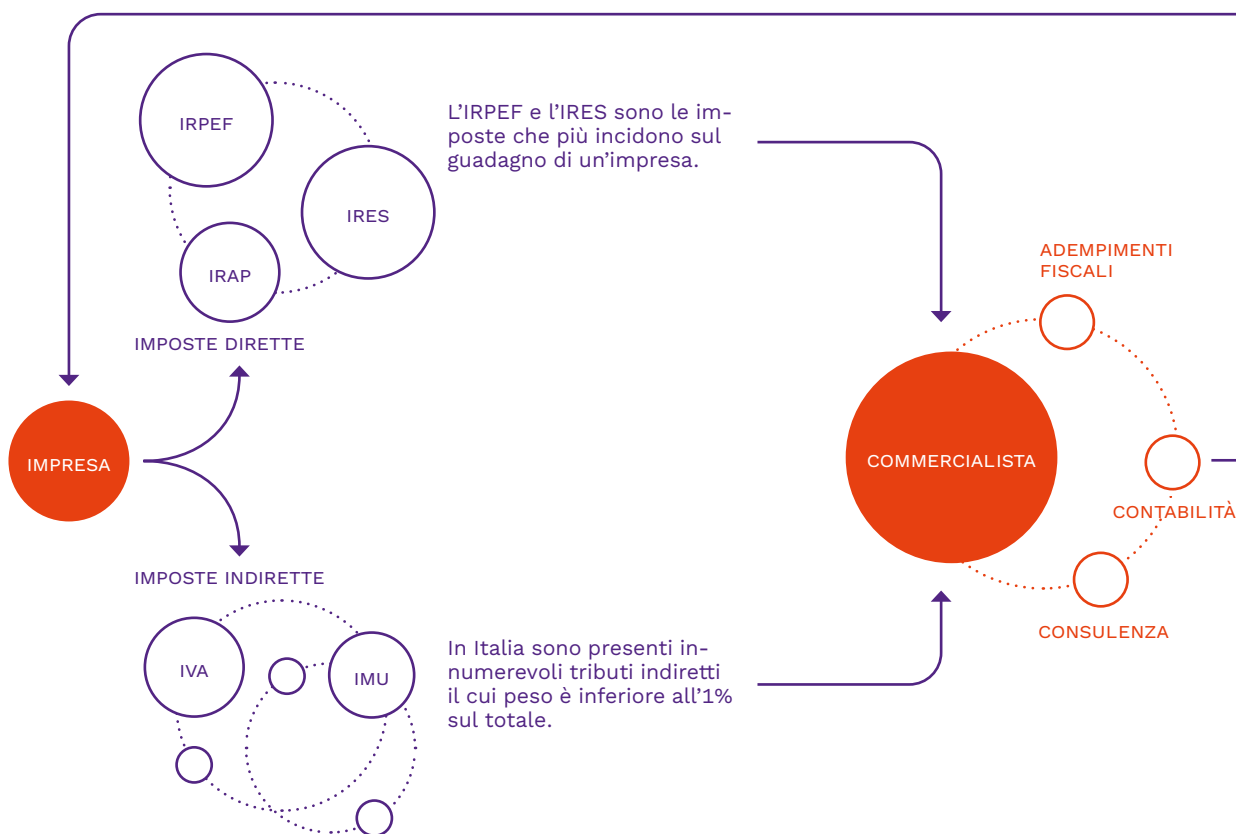 IRPEF
L'IRPEF e l'IRES sono le im-
poste che più incidono sul
guadagno di un'impresa.
IRES
IRAP
IMPOSTE DIRETTE
ADEMPIMENTI
FISCALI
IMPRESA
COMMERCIALISTA
CONTABILITÀ
CONSULENZA
IMPOSTE INDIRETTE
IVA
IMU
In Italia sono presenti in-
numerevoli tributi indiretti
il cui peso è inferiore all'1%
sul totale.